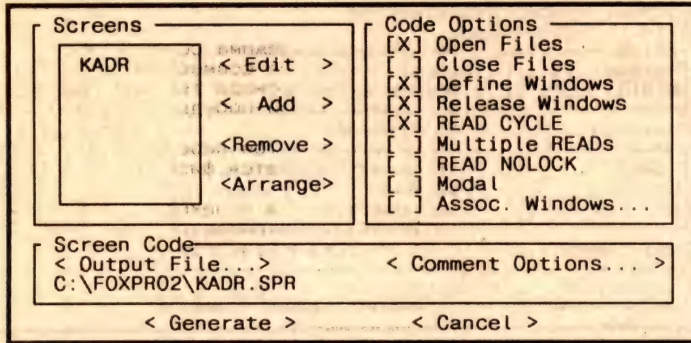 Screens
KADR
< Edit >
< Add >
<Remove >
<Arrange>
Code Options
[X] Open Files
[ ] Close Files
[X] Define Windows
[X] Release Windows
[X] READ CYCLE
[ ] Multiple READs
[ ] READ NOLOCK
[ ] Modal
[ ] Assoc. Windows...
Screen Code
< Output File...> < Comment Options... >
C:\FOXPRO2\KADR.SPR
< Generate > < Cancel >